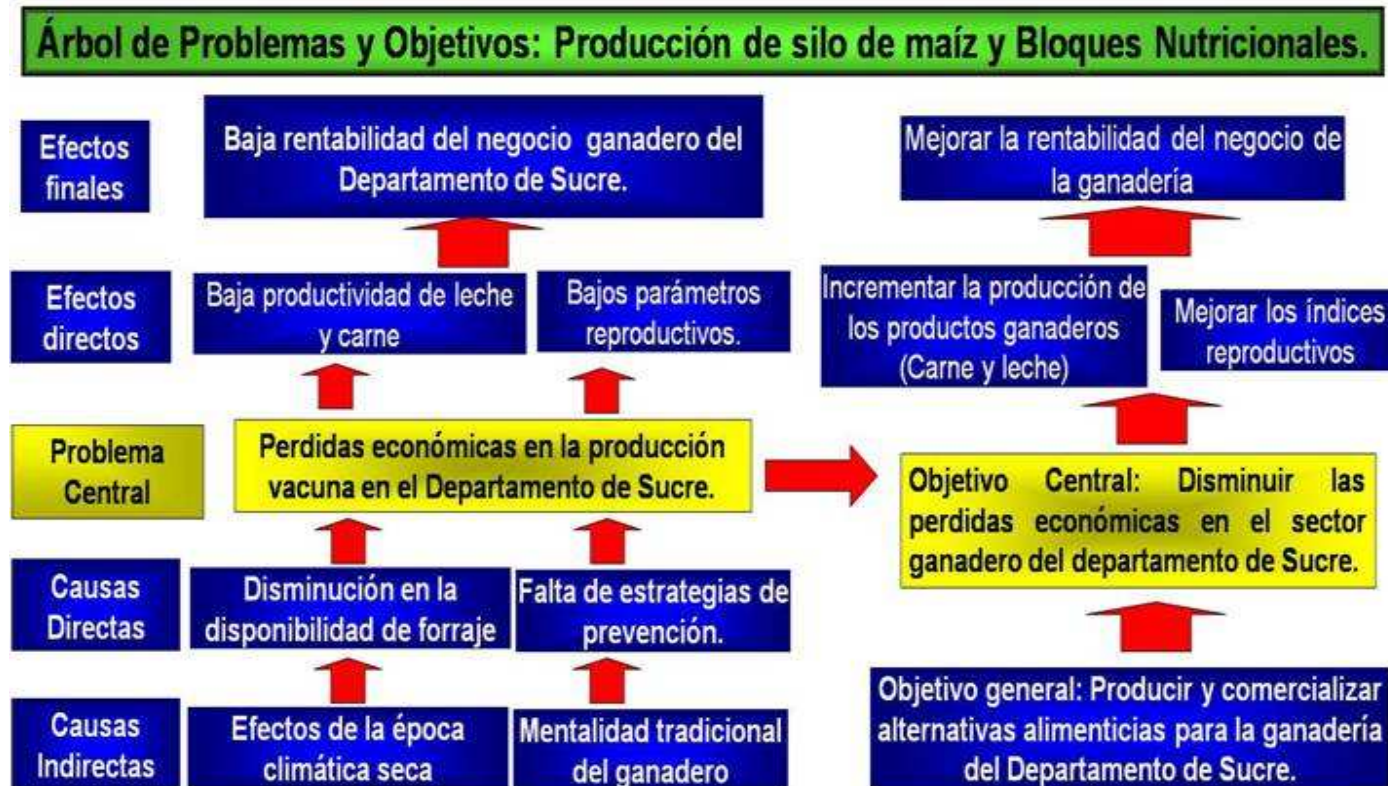 Árbol de Problemas y Objetivos: Producción de silo de maíz y Bloques Nutricionales.
Efectos
finales
Baja rentabilidad del negocio ganadero del
Departamento de Sucre.
Mejorar la rentabilidad del negocio de
la ganadería
Efectos
directos
Baja productividad de leche
y carne
Bajos parámetros
reproductivos.
Incrementar la producción de
los productos ganaderos
(Carne y leche)
Mejorar los índices
reproductivos
Problema
Central
Perdidas económicas en la producción
vacuna en el Departamento de Sucre.
Objetivo Central: Disminuir las
perdidas económicas en el sector
ganadero del departamento de Sucre.
Causas
Directas
Disminución en la
disponibilidad de forraje
Falta de estrategias de
prevención.
Causas
Indirectas
Efectos de la época
climática seca
Mentalidad tradicional
del ganadero
Objetivo general: Producir y comercializar
alternativas alimenticias para la ganadería
del Departamento de Sucre.